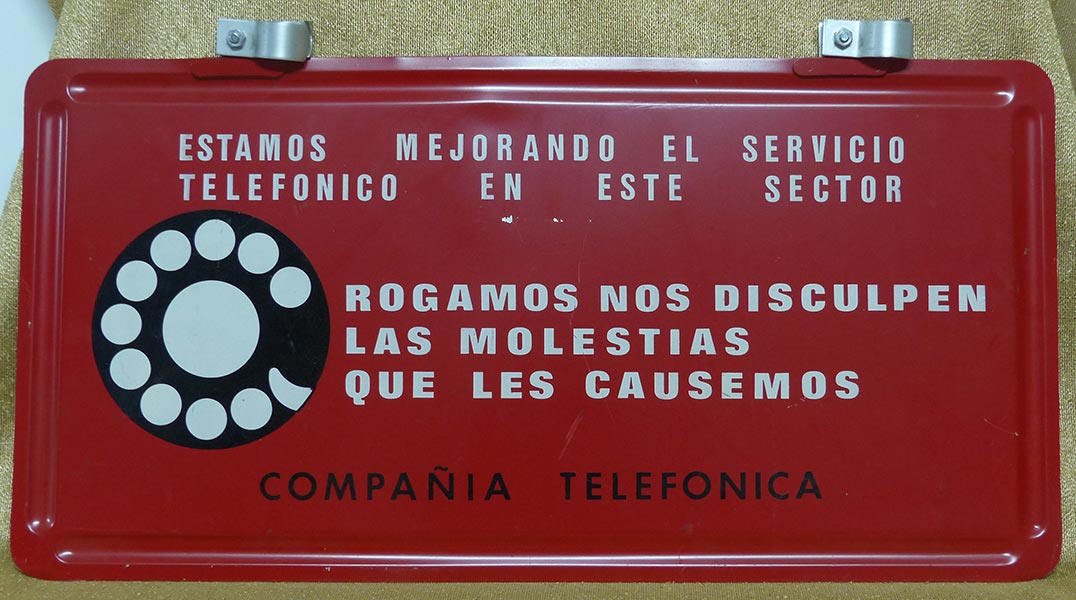 ESTAMOS MEJORANDO EL SERVICIO
TELEFONICO EN ESTE SECTOR
ROGAMOS NOS DISCULPEN
LAS MOLESTIAS
QUE LES CAUSEMOS
COMPAÑIA TELEFONICA